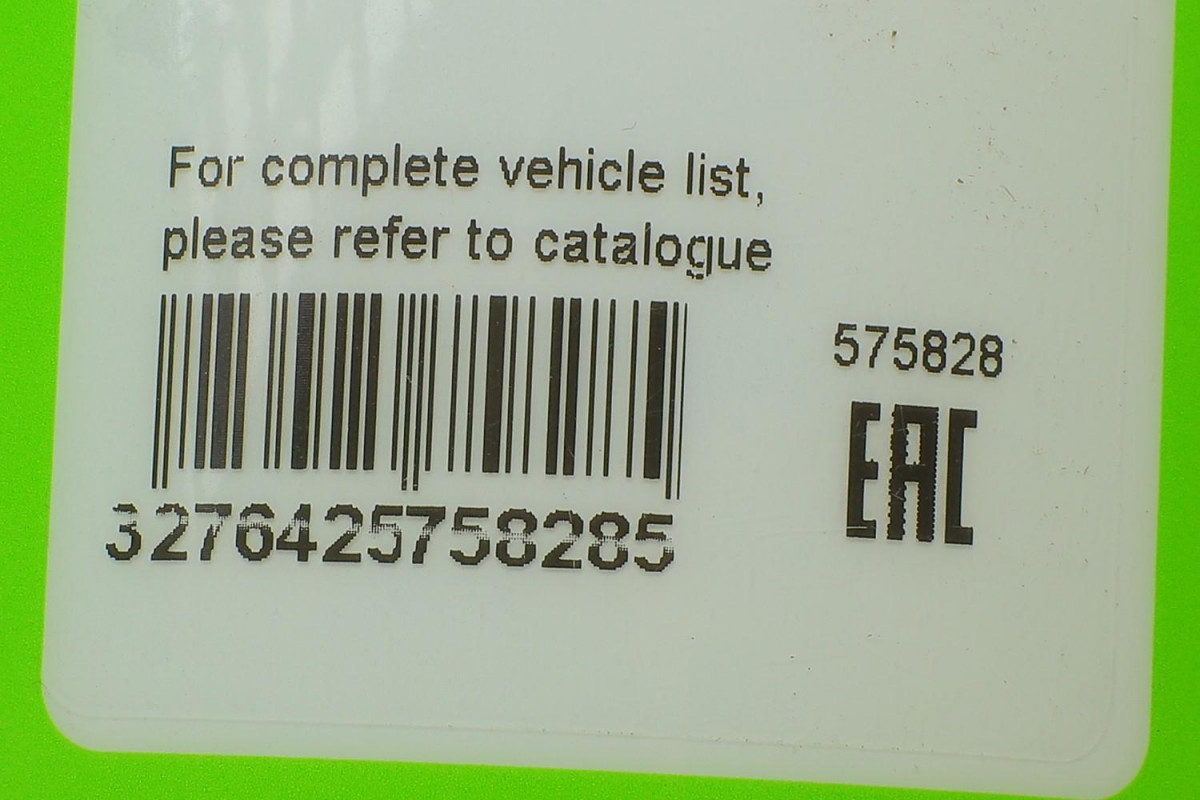 For complete vehicle list,
please refer to catalogue
575828
EAC
3276425758285